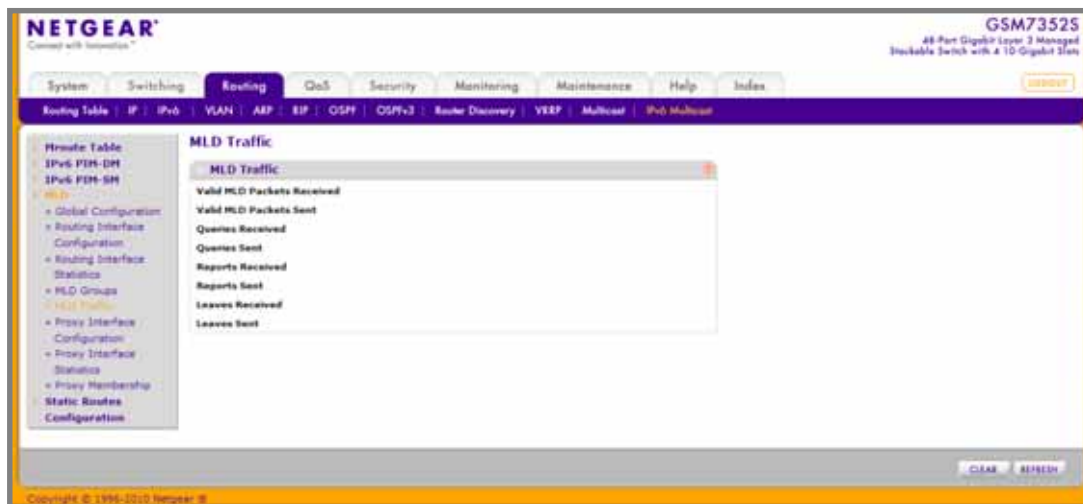 NETGEAR®
Connect with Innovation™
GSM7352S
48-Port Gigabit Layer 3 Managed
Stackable Switch with 4 10-Gigabit Slots
System
Switching
Routing
QoS
Security
Monitoring
Maintenance
Help
Index
LOGOUT
Routing Table | IP | IPv6 | VLAN | ARP | RIP | OSPF | OSPFv3 | Router Discovery | VRRP | Multicast | IPv6 Multicast
Mroute Table
IPv6 PIM-DM
IPv6 PIM-SM
MLD
» Global Configuration
» Routing Interface
Configuration
» Routing Interface
Statistics
» MLD Groups
» MLD Traffic
» Proxy Interface
Configuration
» Proxy Interface
Statistics
» Proxy Membership
Static Routes
Configuration
MLD Traffic
MLD Traffic
Valid MLD Packets Received
Valid MLD Packets Sent
Queries Received
Queries Sent
Reports Received
Reports Sent
Leaves Received
Leaves Sent
CLEAR
REFRESH
Copyright © 1996-2010 Netgear ®